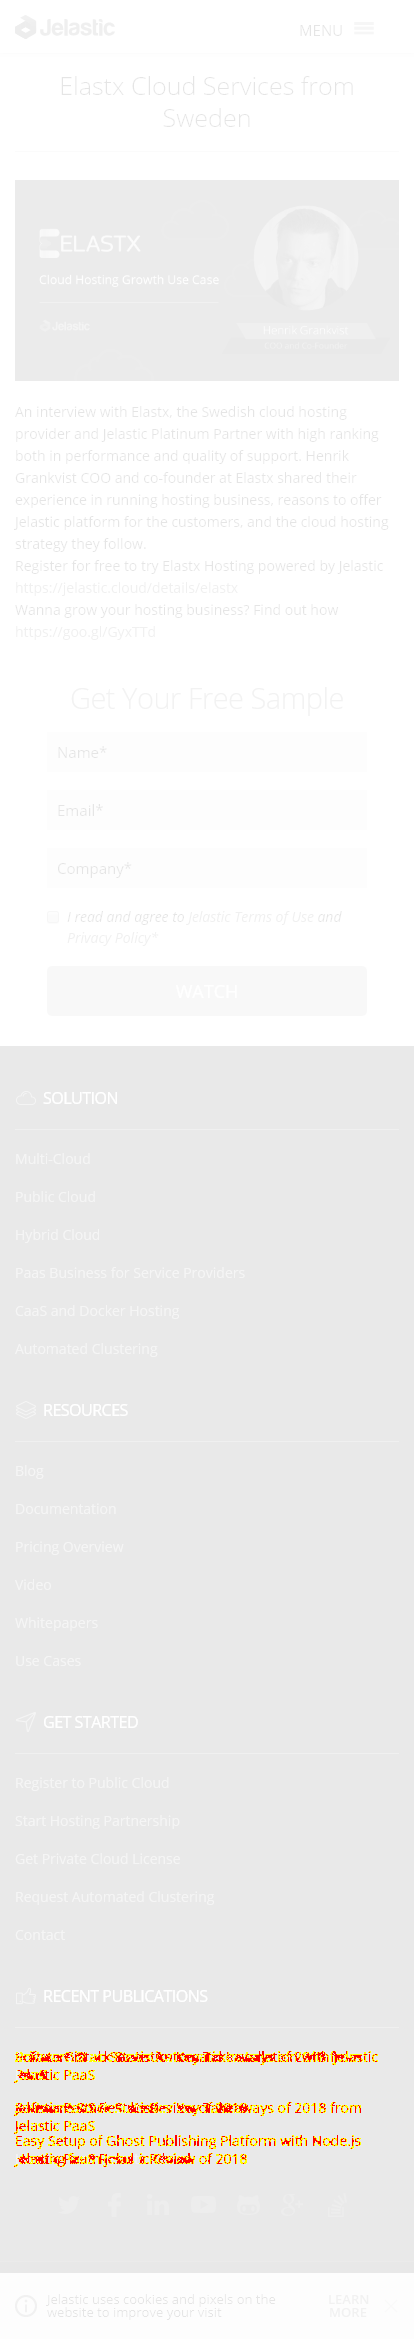 Jelastic
MENU
Elastx Cloud Services from
Sweden
ELASTX
Cloud Hosting Growth Use Case
Jelastic
Henrik Grankvist
An interview with Elastx, the Swedish cloud hosting
provider and Jelastic Platinum Partner with high ranking
both in performance and quality of support. Henrik
Grankvist COO and co-founder at Elastx shared their
experience in running hosting business, reasons to offer
Jelastic platform for the customers, and the cloud hosting
strategy they follow.
Register for free to try Elastx Hosting powered by Jelastic
https://jelastic.cloud/details/elastx
Wanna grow your hosting business? Find out how
https://goo.gl/GyxTTd
Get Your Free Sample
Name*
Email*
Company*
I read and agree to Jelastic Terms of Use and
Privacy Policy*
WATCH
SOLUTION
Multi-Cloud
Public Cloud
Hybrid Cloud
Paas Business for Service Providers
CaaS and Docker Hosting
Automated Clustering
RESOURCES
Blog
Documentation
Pricing Overview
Video
Whitepapers
Use Cases
GET STARTED
Register to Public Cloud
Start Hosting Partnership
Get Private Cloud License
Request Automated Clustering
Contact
RECENT PUBLICATIONS
Jelastic
PaaS
of 2018 from
Jelastic PaaS
Easy Setup of Ghost Publishing Platform with Node.js
of 2018
Jelastic uses cookies and pixels on the
website to improve your visit
LEARN
MORE